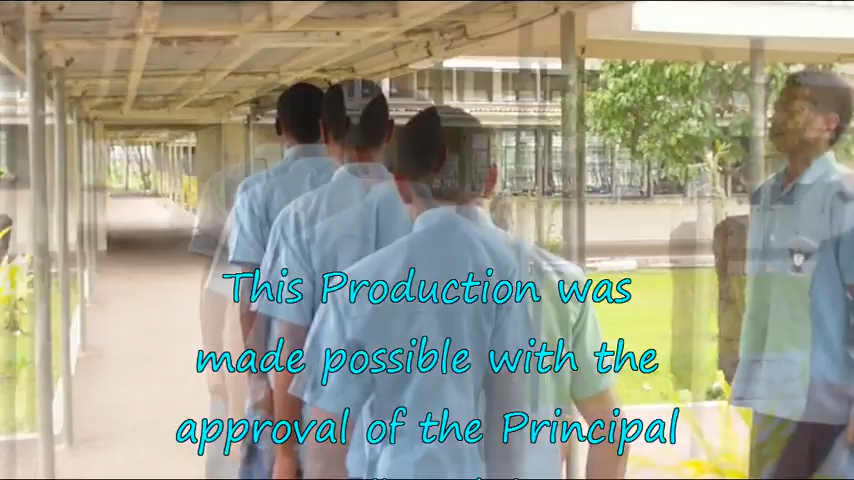 This Production was
made possible with the
approval of the Principal